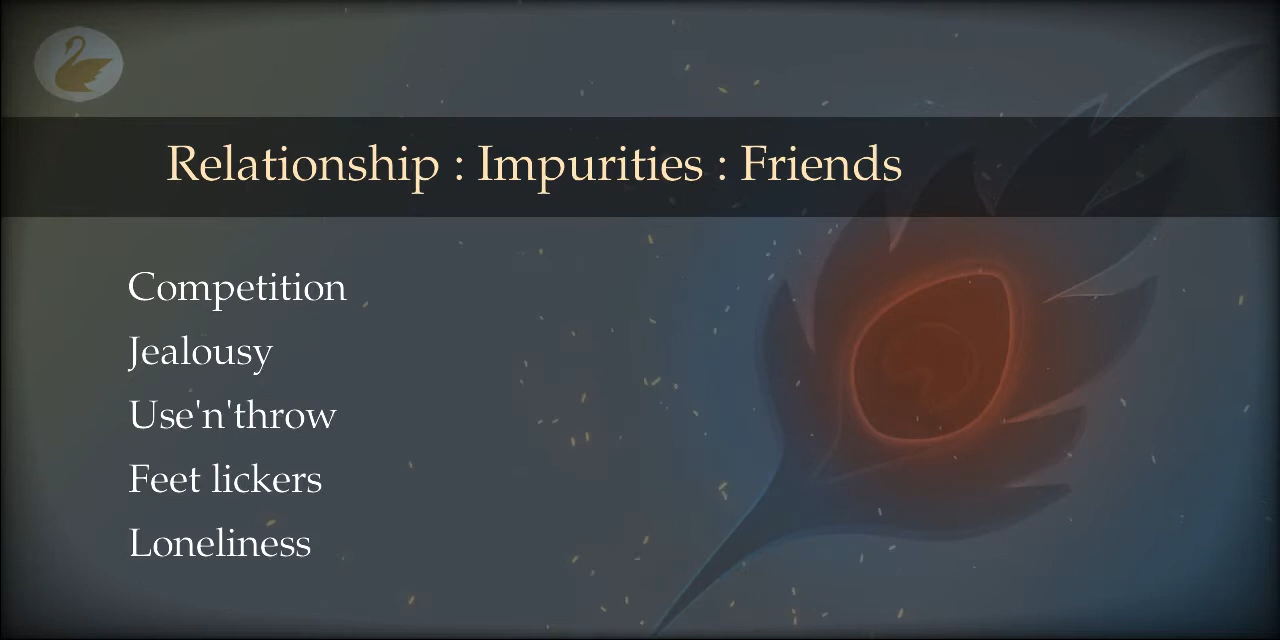 Relationship : Impurities : Friends
Competition
Jealousy
Use'n'throw
Feet lickers
Loneliness